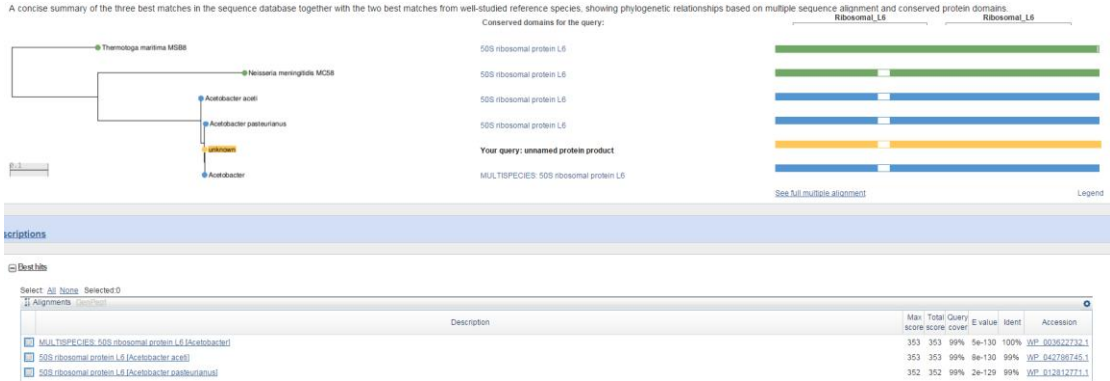 A concise summary of the three best matches in the sequence database together with the two best matches from well-studied reference species, showing phylogenetic relationships based on multiple sequence alignment and conserved protein domains.
Conserved domains for the query: Ribosomal_L6 Ribosomal_L6
Thermotoga maritima MSB8 50S ribosomal protein L6
Neisseria meningitidis MC58 50S ribosomal protein L6
Acetobacter aceti 50S ribosomal protein L6
Acetobacter pasteurianus 50S ribosomal protein L6
unknown Your query: unnamed protein product
0.1
Acetobacter MULTISPECIES: 50S ribosomal protein L6
See full multiple alignment Legend
scriptions
Best hits
Select: All None Selected:0
Alignments GenPept
Description Max score Total score Query cover E value Ident Accession
MULTISPECIES: 50S ribosomal protein L6 [Acetobacter] 353 353 99% 5e-130 100% WP_003622732.1
50S ribosomal protein L6 [Acetobacter aceti] 353 353 99% 8e-130 99% WP_042786745.1
50S ribosomal protein L6 [Acetobacter pasteurianus] 352 352 99% 2e-129 99% WP_012812771.1